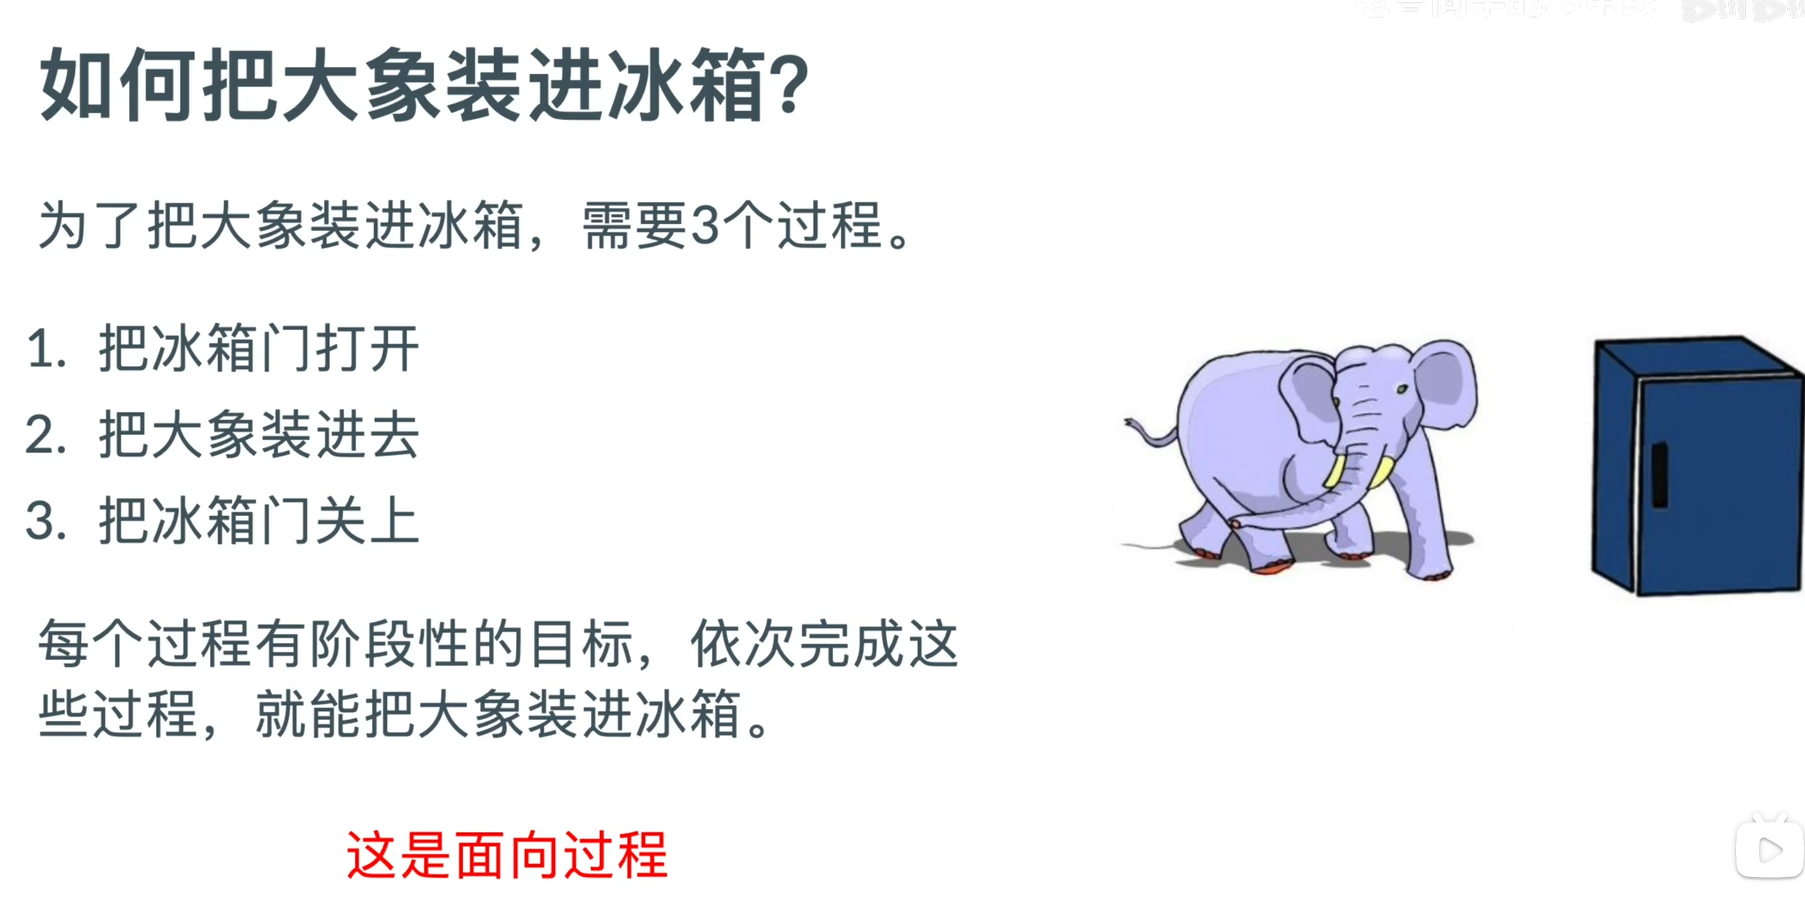 如何把大象装进冰箱?
为了把大象装进冰箱，需要3个过程。
1. 把冰箱门打开
2. 把大象装进去
3. 把冰箱门关上
每个过程有阶段性的目标，依次完成这
些过程，就能把大象装进冰箱。
这是面向过程